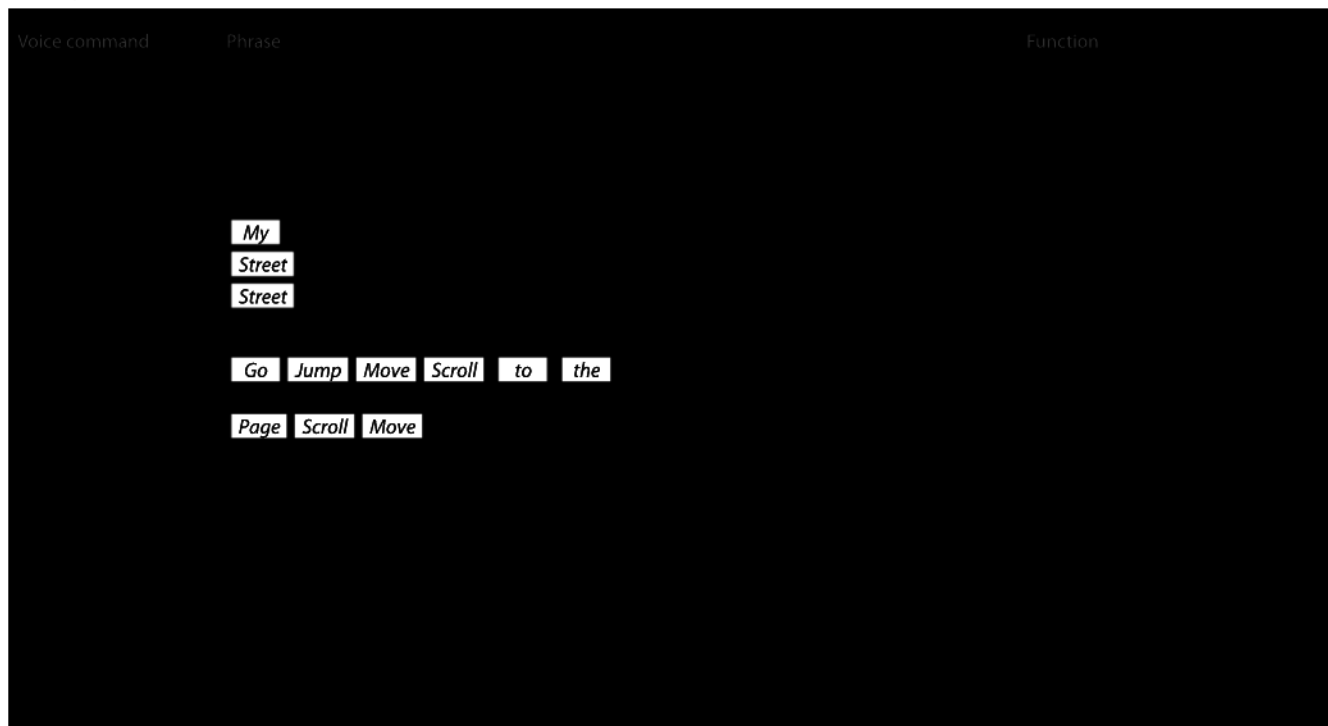 Voice command Phrase Function
My
Street
Street
Go Jump Move Scroll to the
Page Scroll Move